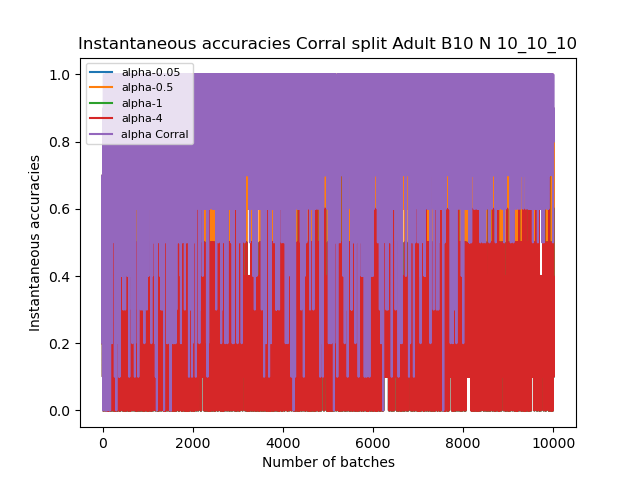 Instantaneous accuracies Corral split Adult B10 N 10_10_10
1.0
0.8
0.6
0.4
0.2
0.0
Instantaneous accuracies
alpha-0.05
alpha-0.5
alpha-1
alpha-4
alpha Corral
0 2000 4000 6000 8000 10000
Number of batches